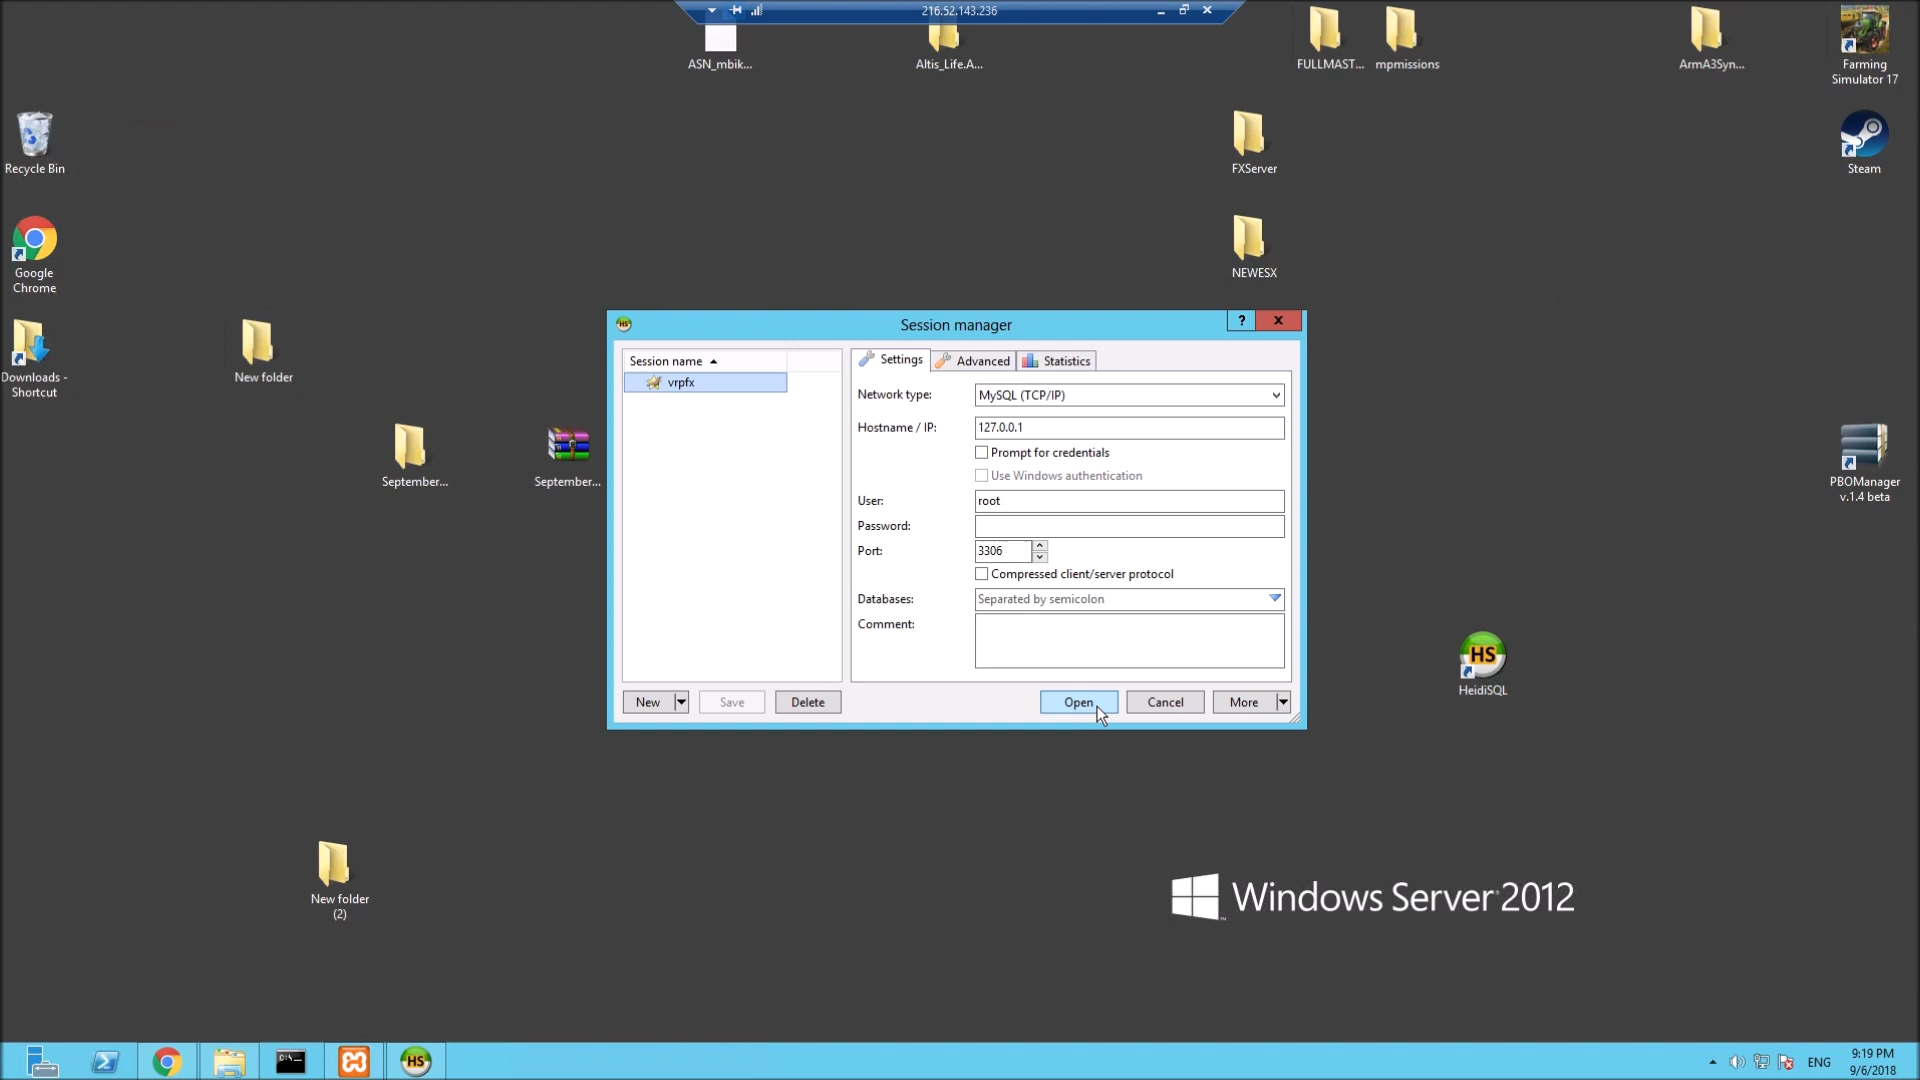 216.52.143.236
ASN_mbik...
Altis_Life.A...
FULLMAST...
mpmissions
ArmA3Syn...
Farming
Simulator 17
Recycle Bin
FXServer
Steam
Google
Chrome
NEWESX
Downloads -
Shortcut
New folder
September...
September...
PBOManager
v.1.4 beta
HS
HeidiSQL
New folder
(2)
HS
Session manager
?
x
Session name
vrpfx
Settings
Advanced
Statistics
Network type:
MySQL (TCP/IP)
Hostname / IP:
127.0.0.1
Prompt for credentials
Use Windows authentication
User:
root
Password:
Port:
3306
Compressed client/server protocol
Databases:
Separated by semicolon
Comment:
New
Save
Delete
Open
Cancel
More
Windows Server 2012
C:\
HS
ENG
9:19 PM
9/6/2018